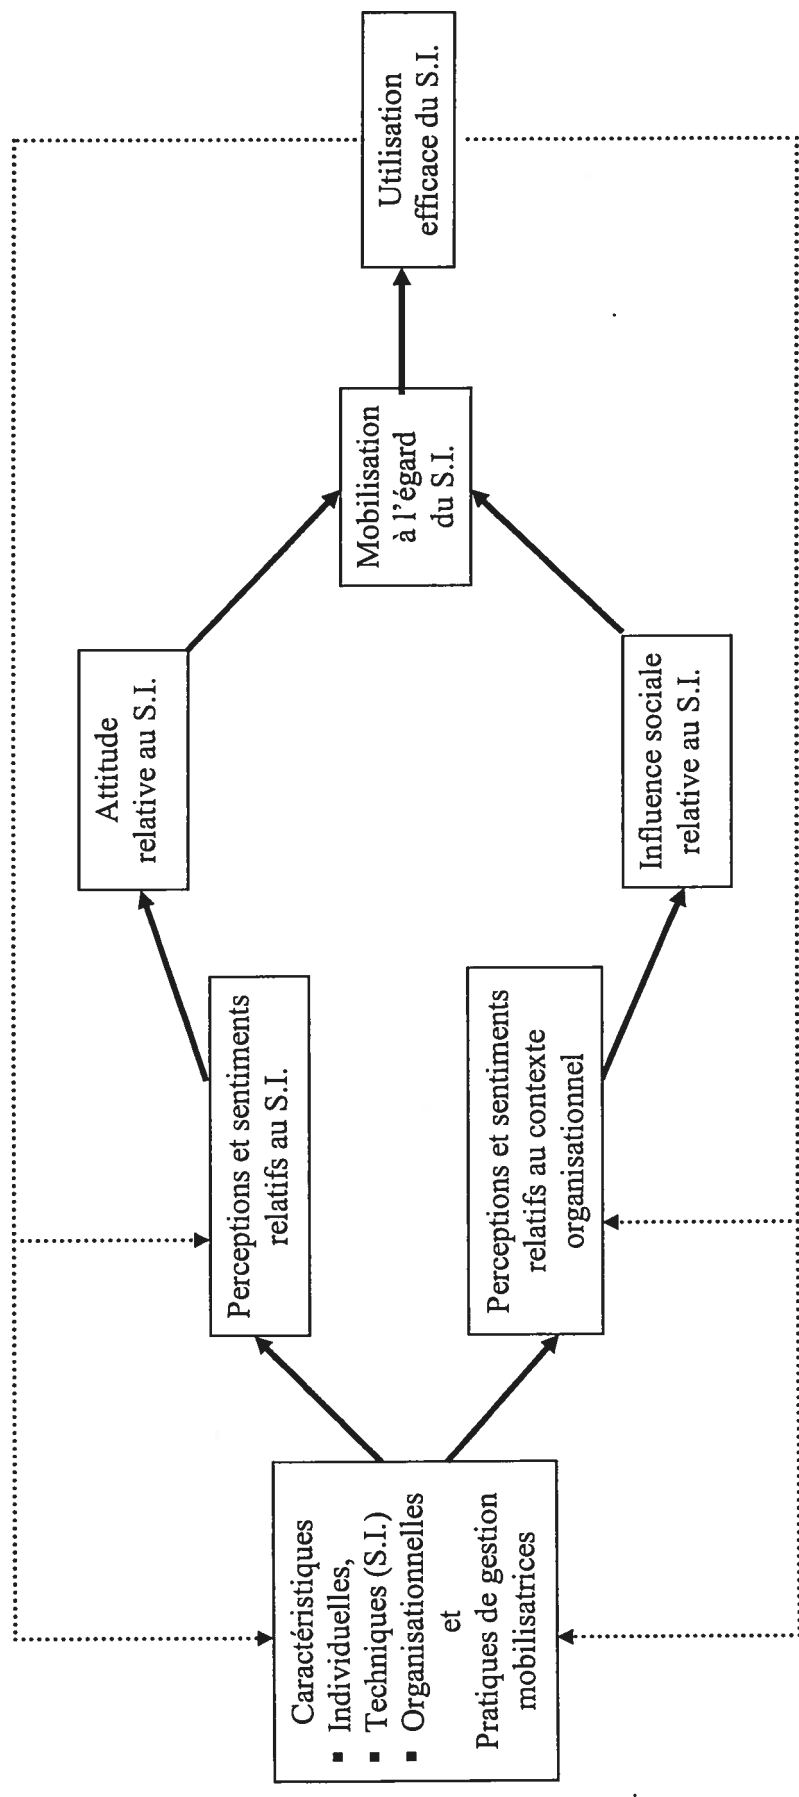 Caractéristiques
▪ Individuelles,
▪ Techniques (S.I.)
▪ Organisationnelles
et
Pratiques de gestion
mobilisatrices
Perceptions et sentiments
relatifs au S.I.
Perceptions et sentiments
relatifs au contexte
organisationnel
Attitude
relative au S.I.
Influence sociale
relative au S.I.
Mobilisation
à l'égard
du S.I.
Utilisation
efficace du S.I.